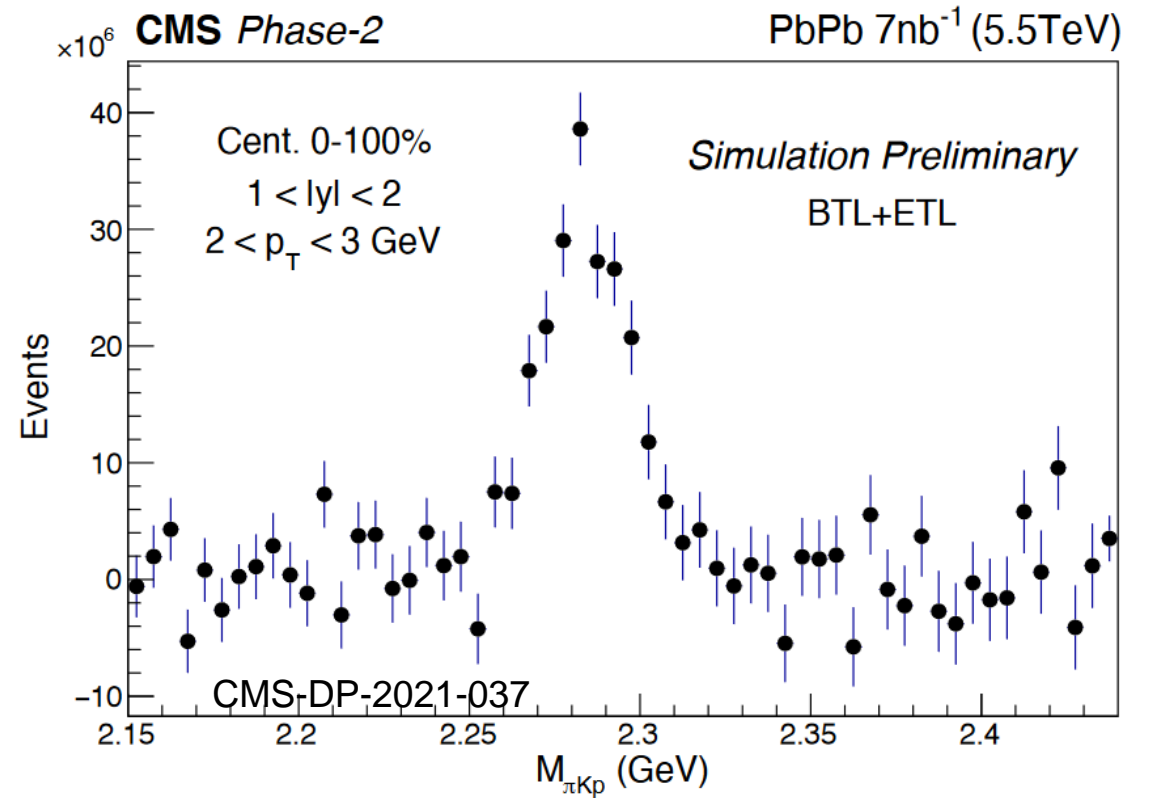 ×10⁶
CMS Phase-2
PbPb 7nb⁻¹ (5.5TeV)
Cent. 0-100%
1 < |y| < 2
2 < p_T < 3 GeV
Simulation Preliminary
BTL+ETL
Events
40
30
20
10
0
−10
CMS-DP-2021-037
2.15 2.2 2.25 2.3 2.35 2.4
M_πKp (GeV)